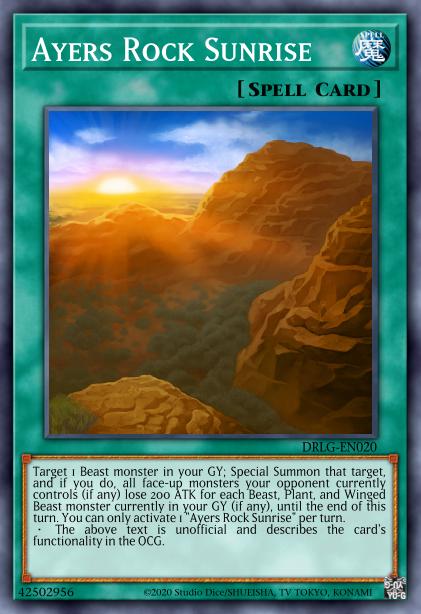 AYERS ROCK SUNRISE
SPELL
魔
[SPELL CARD]
DRLG-EN020
Target 1 Beast monster in your GY; Special Summon that target,
and if you do, all face-up monsters your opponent currently
controls (if any) lose 200 ATK for each Beast, Plant, and Winged
Beast monster currently in your GY (if any), until the end of this
turn. You can only activate 1 "Ayers Rock Sunrise" per turn.
· The above text is unofficial and describes the card's
functionality in the OCG.
42502956
©2020 Studio Dice/SHUEISHA, TV TOKYO, KONAMI